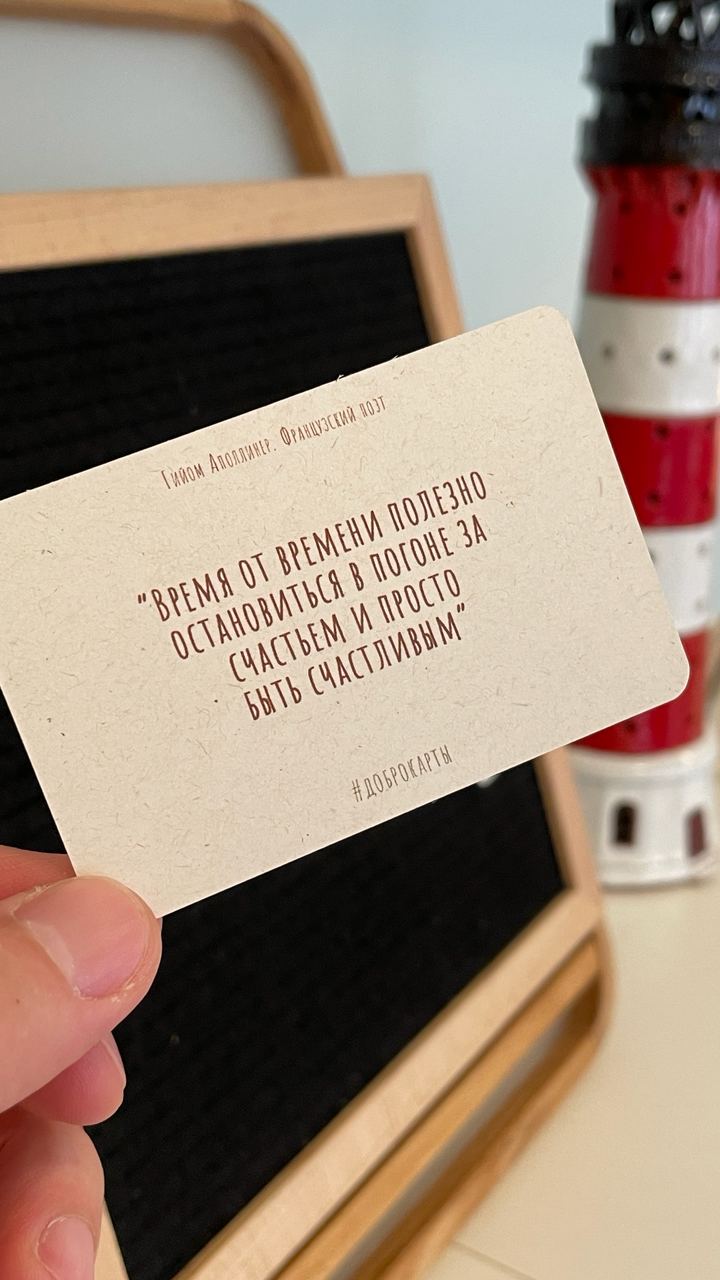 Гийом Аполлинер. Французский поэт
"Время от времени полезно
остановиться в погоне за
счастьем и просто
быть счастливым"
#доброкарты